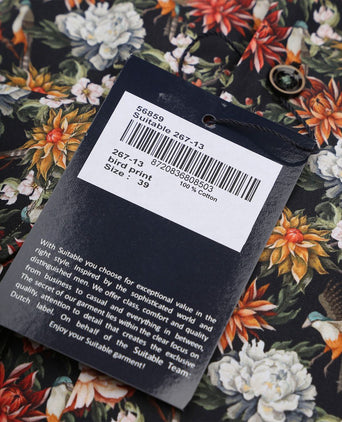 56859
Suitable 267-13
8720836808503
267-13
bird print
Size : 39
100 % Cotton
With Suitable you choose for exceptional value in the
right style. Inspired by the sophisticated world and
distinguished men. We offer class, comfort and quality
from business to casual and everything in between.
The secret of our garment lies within the clear focus on
quality, attention to detail that creates the exclusive
Dutch label. On behalf of the Suitable Team:
Enjoy your Suitable garment!